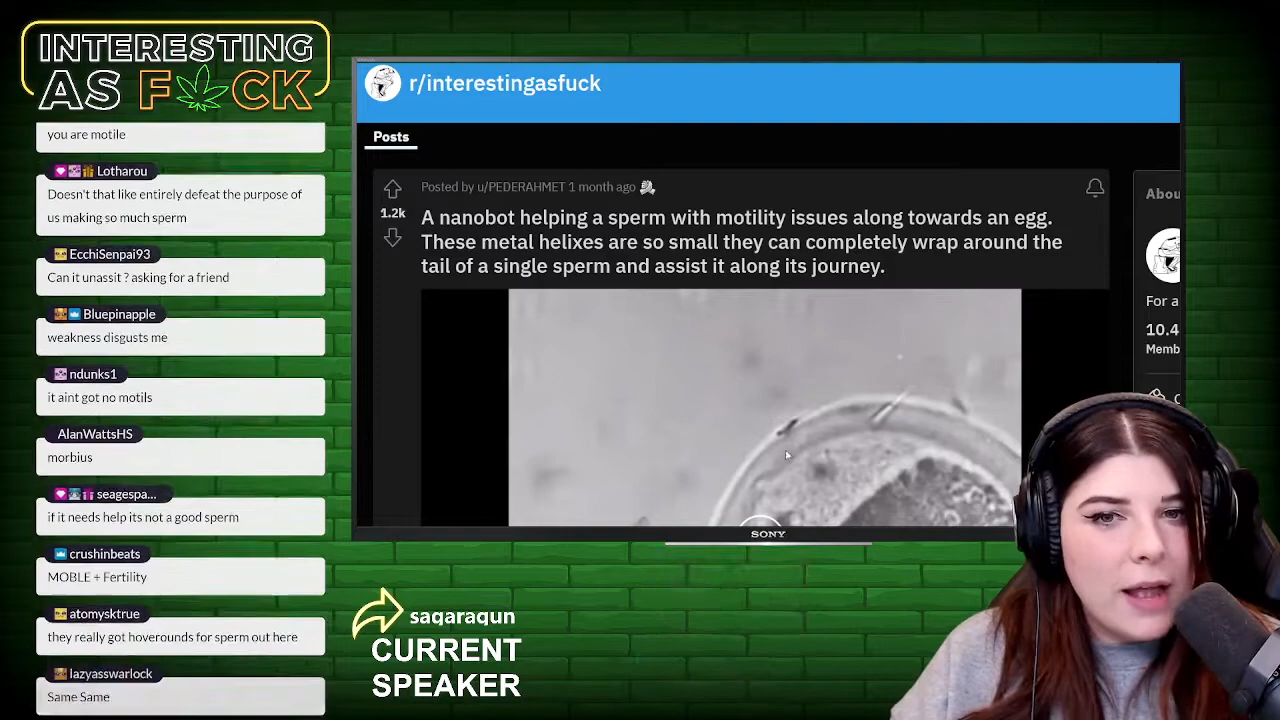 INTERESTING
AS F CK
you are motile
Lotharou
Doesn't that like entirely defeat the purpose of
us making so much sperm
EcchiSenpai93
Can it unassit ? asking for a friend
Bluepinapple
weakness disgusts me
ndunks1
it aint got no motils
AlanWattsHS
morbius
seagespa...
if it needs help its not a good sperm
crushinbeats
MOBLE + Fertility
atomysktrue
they really got hoverounds for sperm out here
lazyasswarlock
Same Same
r/interestingasfuck
Posts
Posted by u/PEDERAHMET 1 month ago
1.2k
A nanobot helping a sperm with motility issues along towards an egg.
These metal helixes are so small they can completely wrap around the
tail of a single sperm and assist it along its journey.
Abou
For a
10.4
Memb
SONY
saqaraqun
CURRENT
SPEAKER